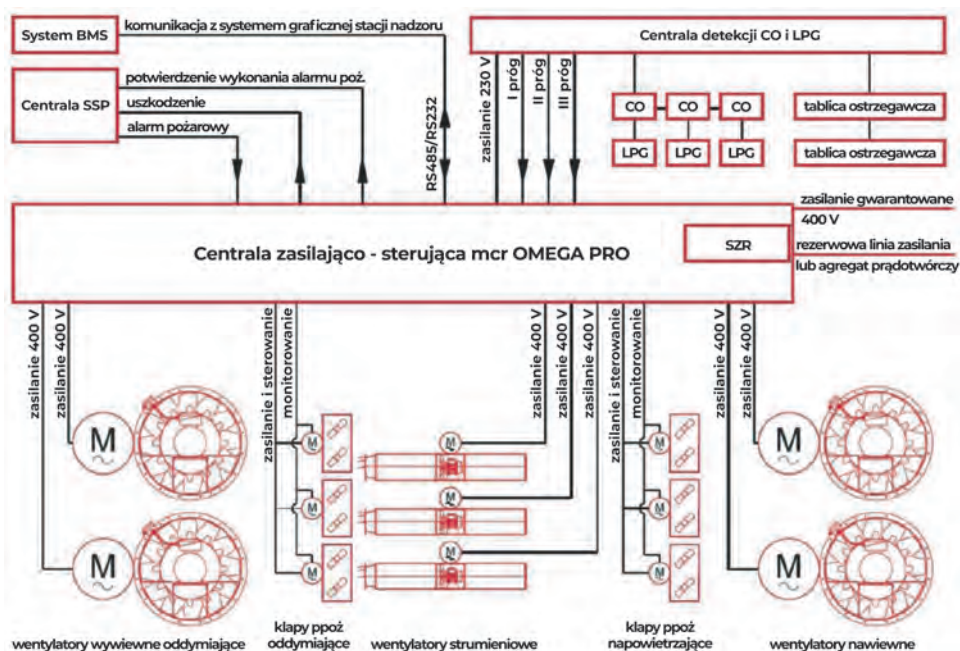 System BMS
komunikacja z systemem graficznej stacji nadzoru
Centrala detekcji CO i LPG
Centrala SSP
potwierdzenie wykonania alarmu poż.
uszkodzenie
alarm pożarowy
RS485/RS232
zasilanie 230 V
I próg
II próg
III próg
CO
CO
CO
LPG
LPG
LPG
tablica ostrzegawcza
tablica ostrzegawcza
Centrala zasilająco - sterująca mcr OMEGA PRO
SZR
zasilanie gwarantowane
400 V
rezerwowa linia zasilania
lub agregat prądotwórczy
zasilanie 400 V
zasilanie 400 V
zasilanie i sterowanie
monitorowanie
zasilanie 400 V
zasilanie 400 V
zasilanie 400 V
zasilanie i sterowanie
monitorowanie
zasilanie 400 V
zasilanie 400 V
M
~
M
~
M
M
M
M
M
M
M
M
M
M
~
M
~
wentylatory wywiewne oddymiające
klapy ppoż
oddymiające
wentylatory strumieniowe
klapy ppoż
napowietrzające
wentylatory nawiewne